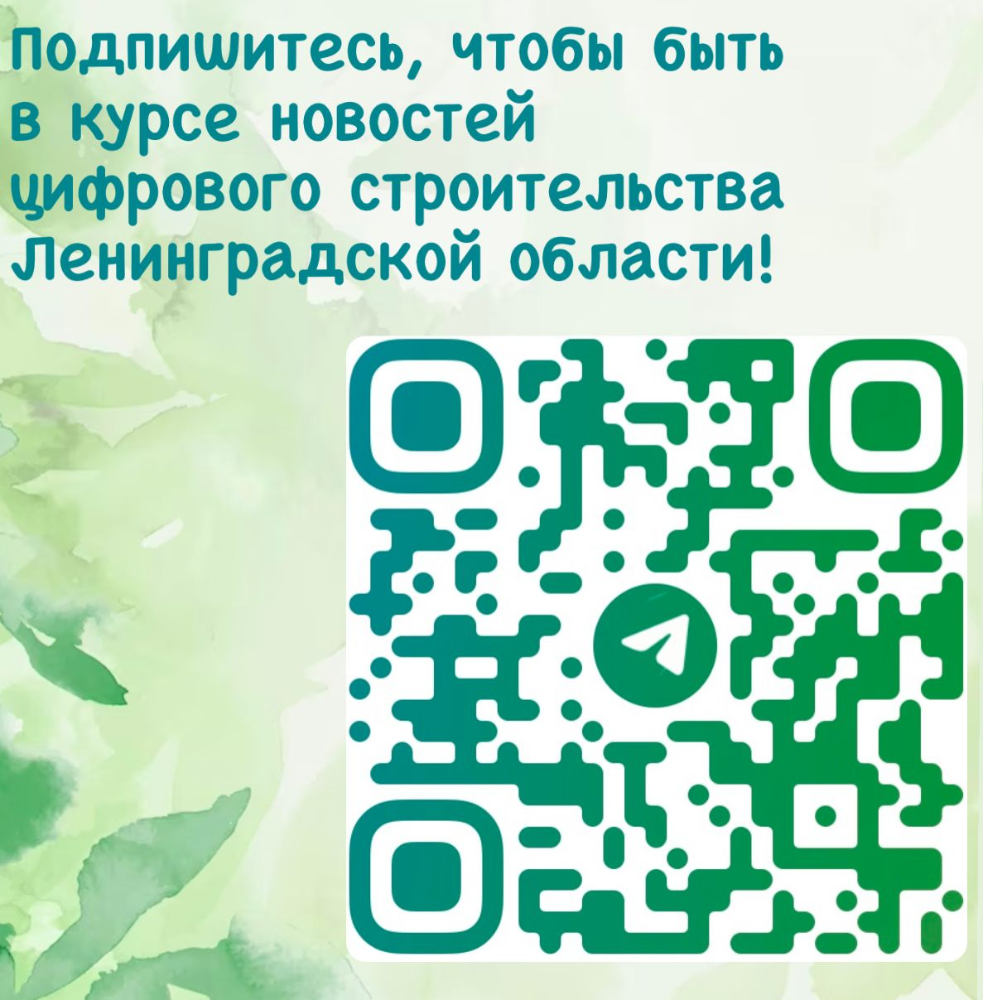 Подпишитесь, чтобы быть
в курсе новостей
цифрового строительства
Ленинградской области!